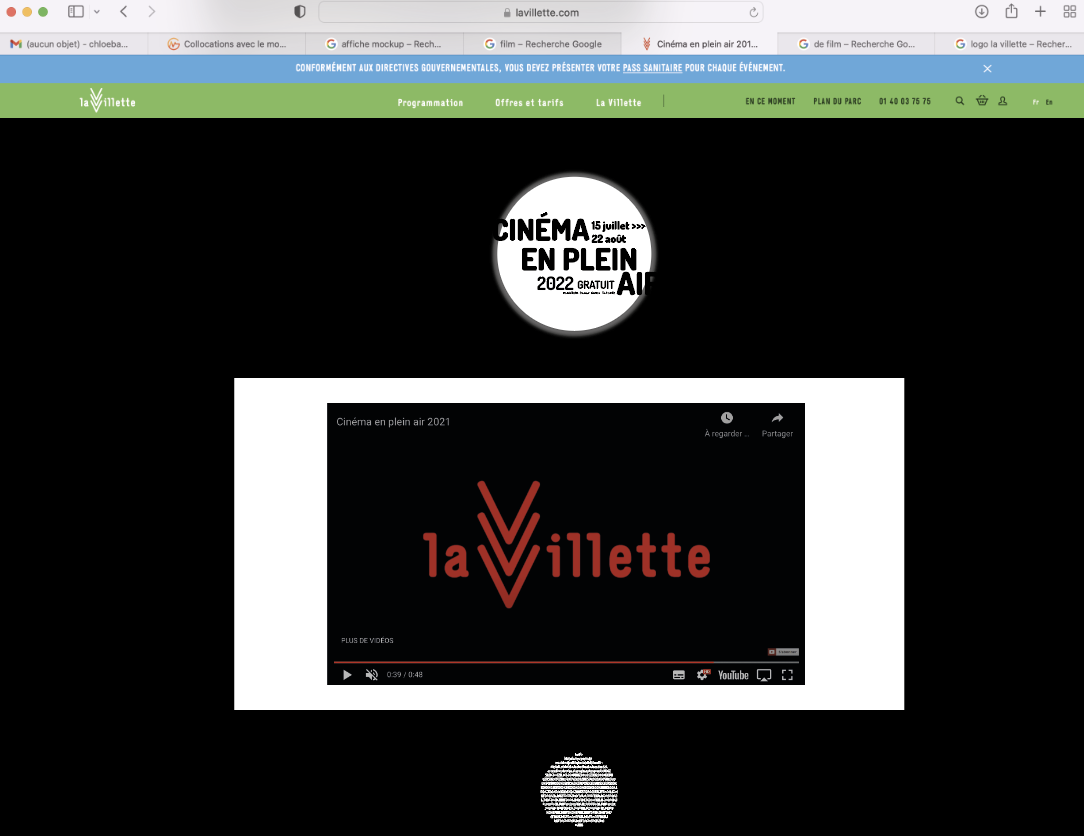 lavillette.com
(aucun objet) - chloeba...
Collocations avec le mo...
affiche mockup – Rech...
film – Recherche Google
Cinéma en plein air 201...
de film – Recherche Go...
logo la villette – Recher...
CONFORMÉMENT AUX DIRECTIVES GOUVERNEMENTALES, VOUS DEVEZ PRÉSENTER VOTRE PASS SANITAIRE POUR CHAQUE ÉVÉNEMENT.
la Villette
Programmation
Offres et tarifs
La Villette
EN CE MOMENT
PLAN DU PARC
01 40 03 75 75
Fr
En
CINÉMA 15 juillet >>>
22 août
EN PLEIN
2022 GRATUIT AIR
Cinéma en plein air 2021
À regarder ...
Partager
la Villette
PLUS DE VIDÉOS
0:39 / 0:48
YouTube